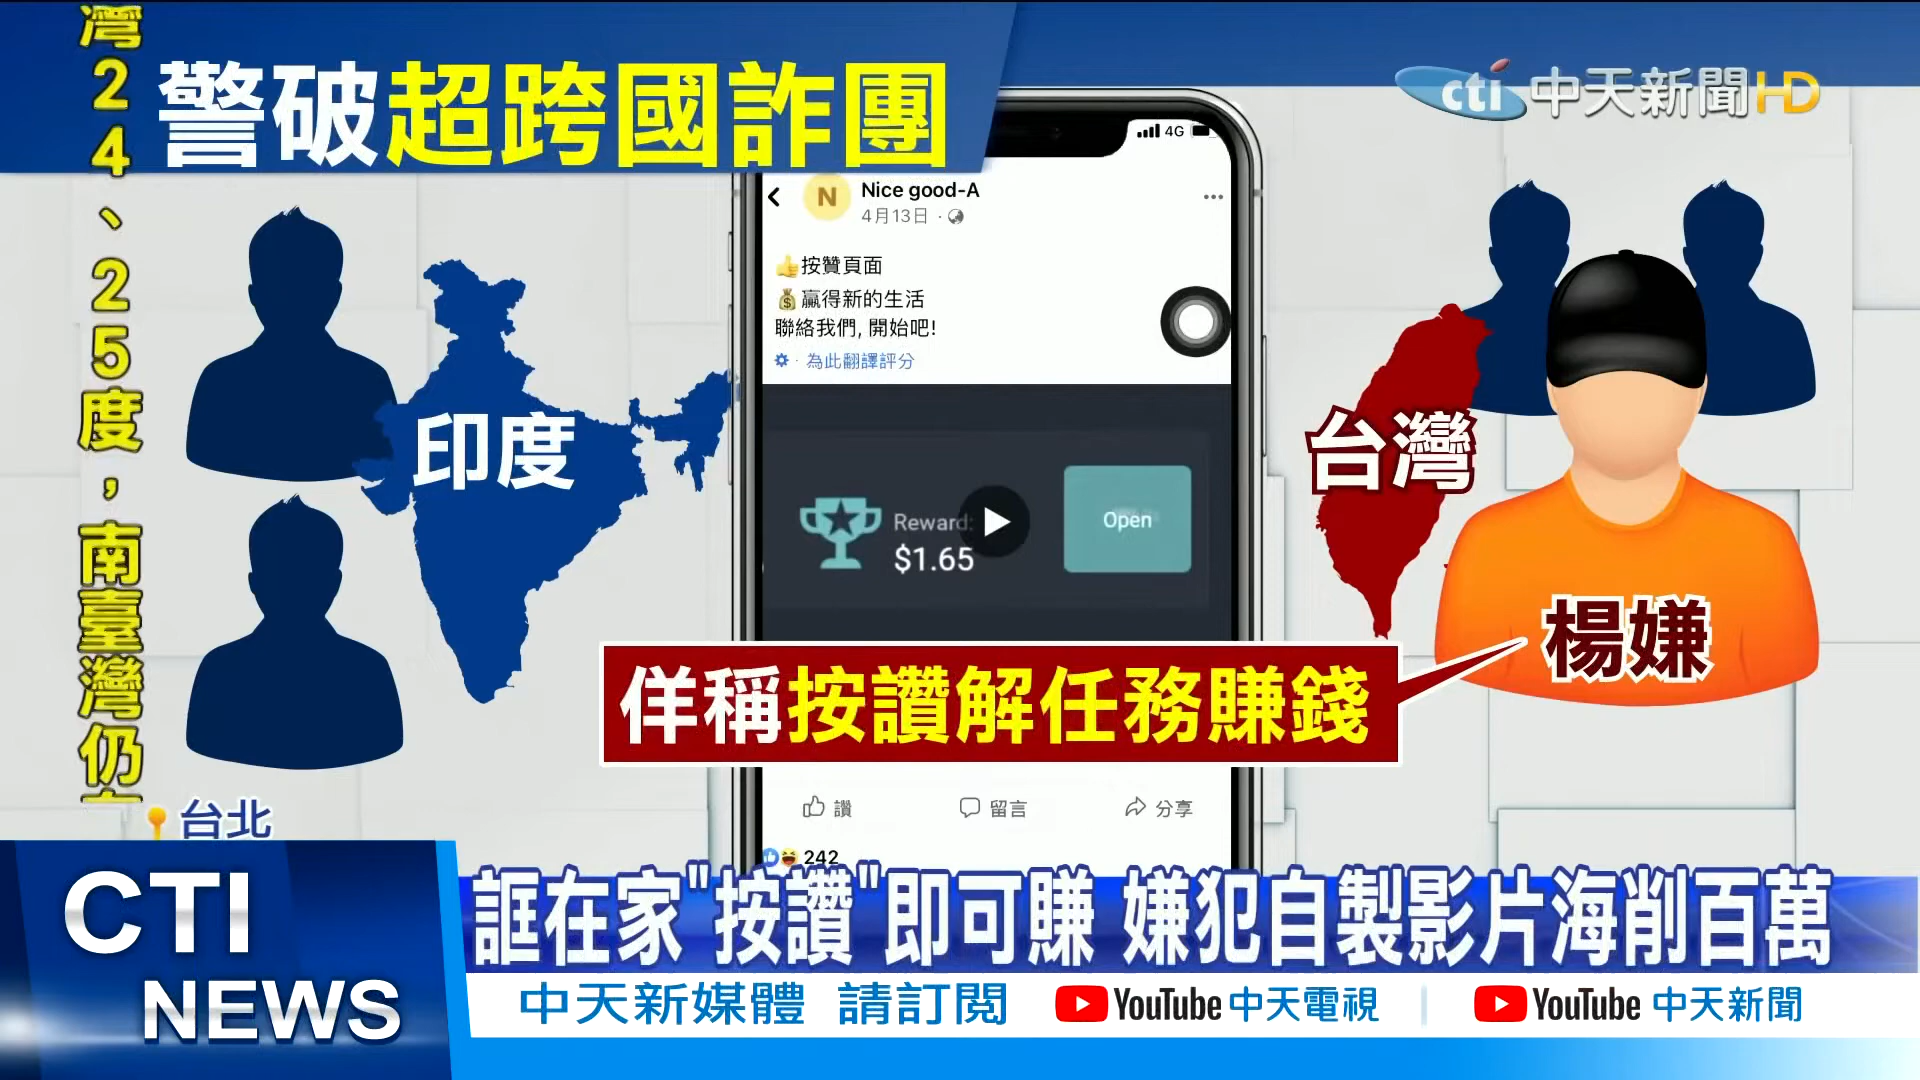 灣24、25度，南臺灣仍
警破超跨國詐團
cti 中天新聞HD
4G
Nice good-A
4月13日
按贊頁面
贏得新的生活
聯絡我們, 開始吧!
為此翻譯評分
印度
台灣
Reward:
$1.65
Open
楊嫌
佯稱按讚解任務賺錢
讚 留言 分享
242
台北
誆在家"按讚"即可賺 嫌犯自製影片海削百萬
CTI
NEWS
中天新媒體 請訂閱 YouTube 中天電視 | YouTube 中天新聞